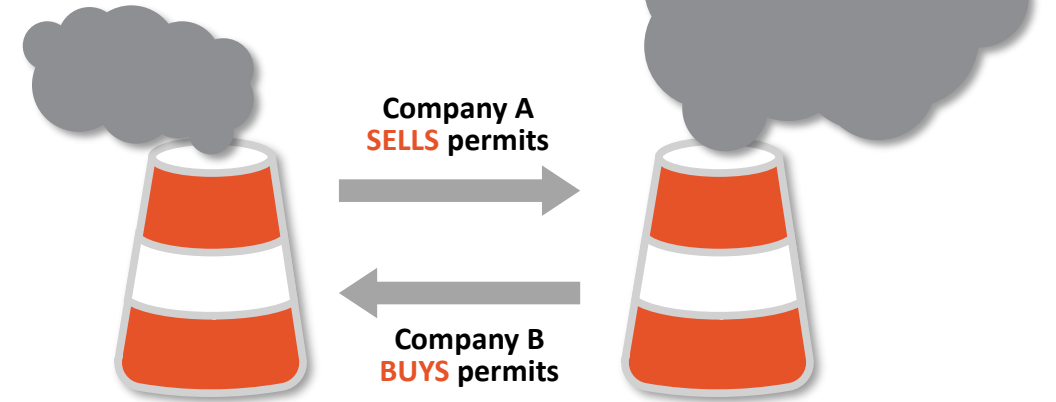 Company A
SELLS permits
Company B
BUYS permits